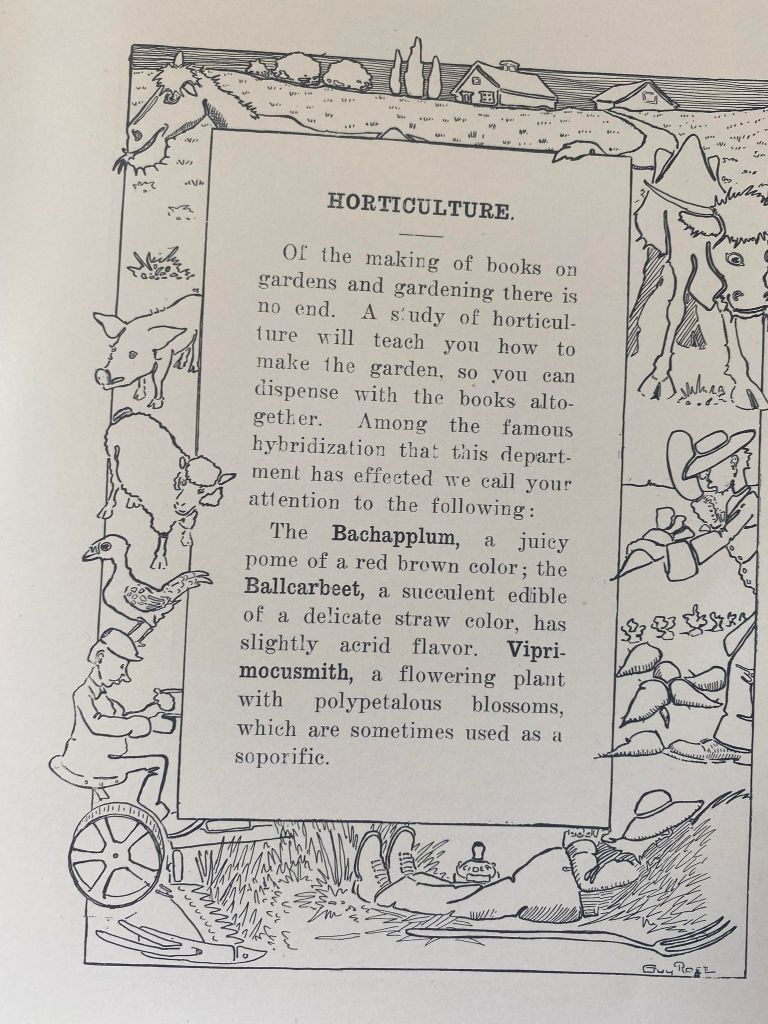 HORTICULTURE.
Of the making of books on
gardens and gardening there is
no end. A study of horticul-
ture will teach you how to
make the garden, so you can
dispense with the books alto-
gether. Among the famous
hybridization that this depart-
ment has effected we call your
attention to the following:
The Bachapplum, a juicy
pome of a red brown color; the
Ballcarbeet, a succulent edible
of a delicate straw color, has
slightly acrid flavor. Vipri-
mocusmith, a flowering plant
with polypetalous blossoms,
which are sometimes used as a
soporific.
CIDER
Guy Rose